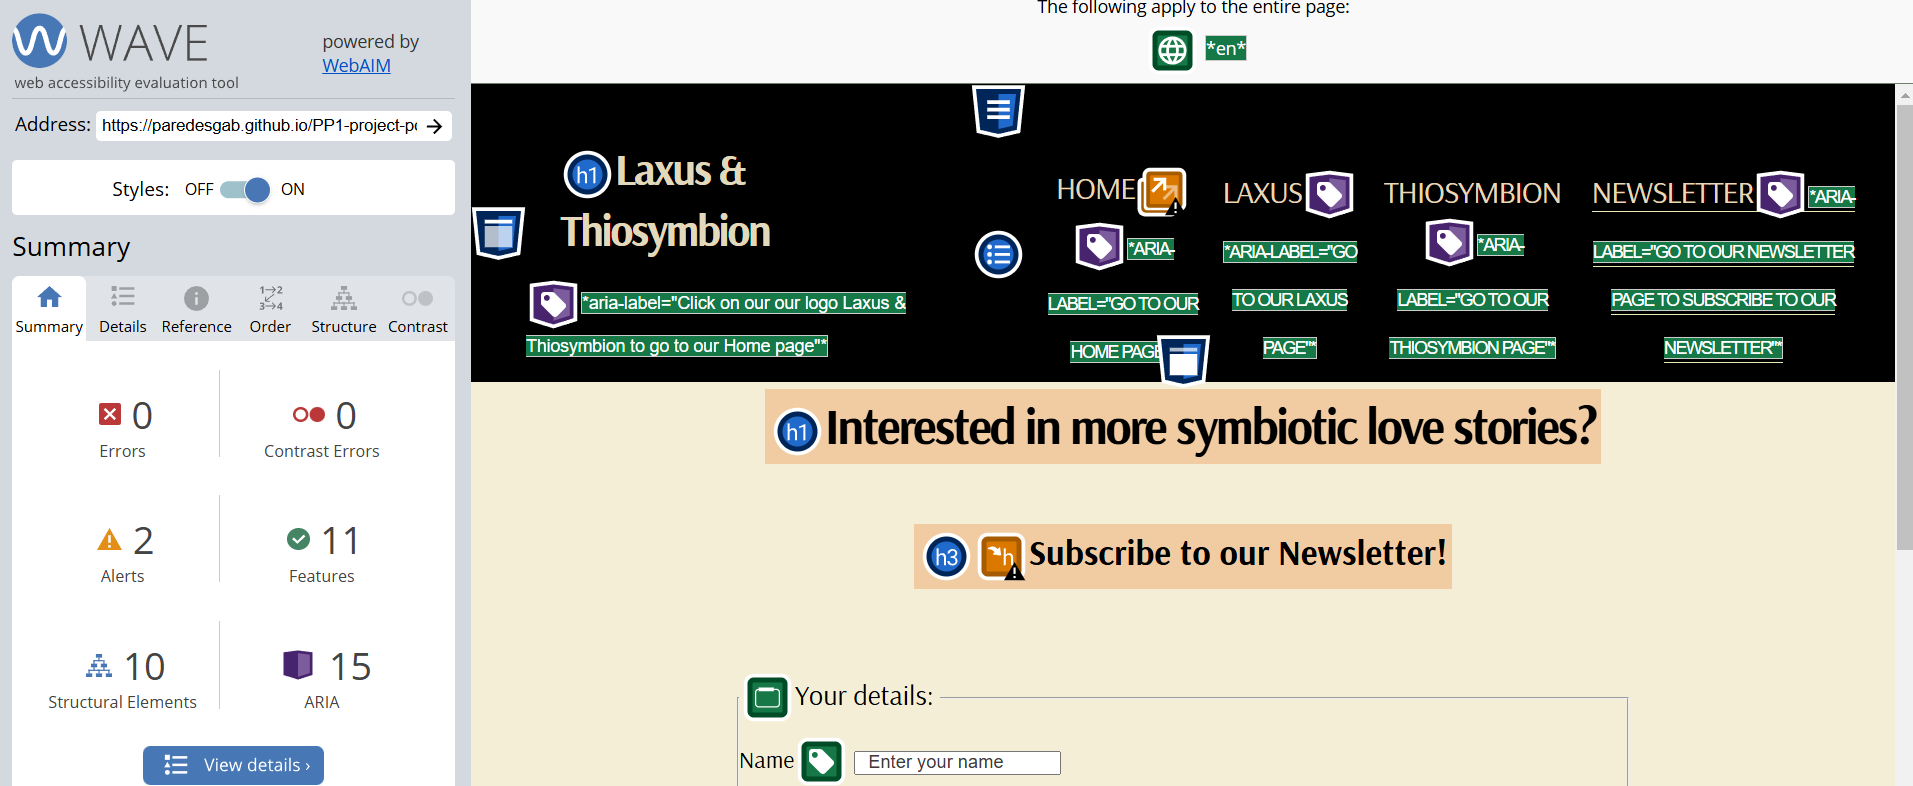 WAVE
powered by
WebAIM
web accessibility evaluation tool
Address: https://paredesgab.github.io/PP1-project-p
Styles: OFF ON
Summary
Summary Details Reference Order Structure Contrast
0 0
Errors Contrast Errors
2 11
Alerts Features
10 15
Structural Elements ARIA
View details ›
The following apply to the entire page:
*en*
h1 Laxus &
Thiosymbion
*aria-label="Click on our our logo Laxus &
Thiosymbion to go to our Home page"*
HOME
*ARIA-
LABEL="GO TO OUR
HOME PAGE
LAXUS
*ARIA-LABEL="GO
TO OUR LAXUS
PAGE"*
THIOSYMBION
*ARIA-
LABEL="GO TO OUR
THIOSYMBION PAGE"*
NEWSLETTER *ARIA-
LABEL="GO TO OUR NEWSLETTER
PAGE TO SUBSCRIBE TO OUR
NEWSLETTER"*
h1 Interested in more symbiotic love stories?
h3 h Subscribe to our Newsletter!
Your details:
Name Enter your name